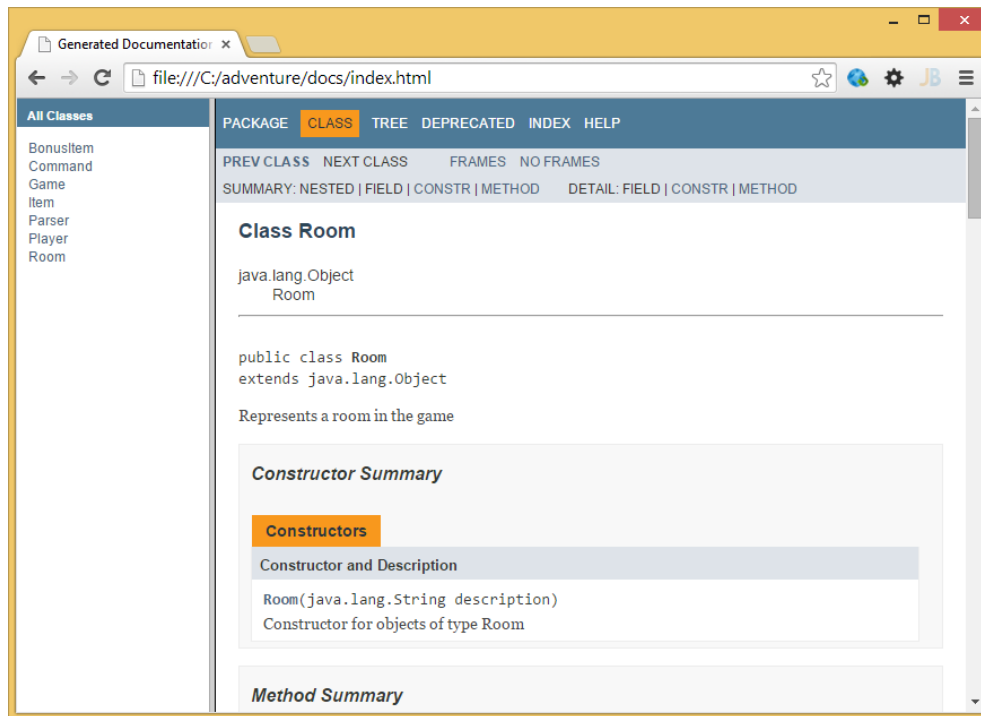 Generated Documentation
file:///C:/adventure/docs/index.html
JB
All Classes
BonusItem
Command
Game
Item
Parser
Player
Room
PACKAGE CLASS TREE DEPRECATED INDEX HELP
PREV CLASS NEXT CLASS FRAMES NO FRAMES
SUMMARY: NESTED | FIELD | CONSTR | METHOD DETAIL: FIELD | CONSTR | METHOD
Class Room
java.lang.Object
Room
public class Room
extends java.lang.Object
Represents a room in the game
Constructor Summary
Constructors
Constructor and Description
Room(java.lang.String description)
Constructor for objects of type Room
Method Summary